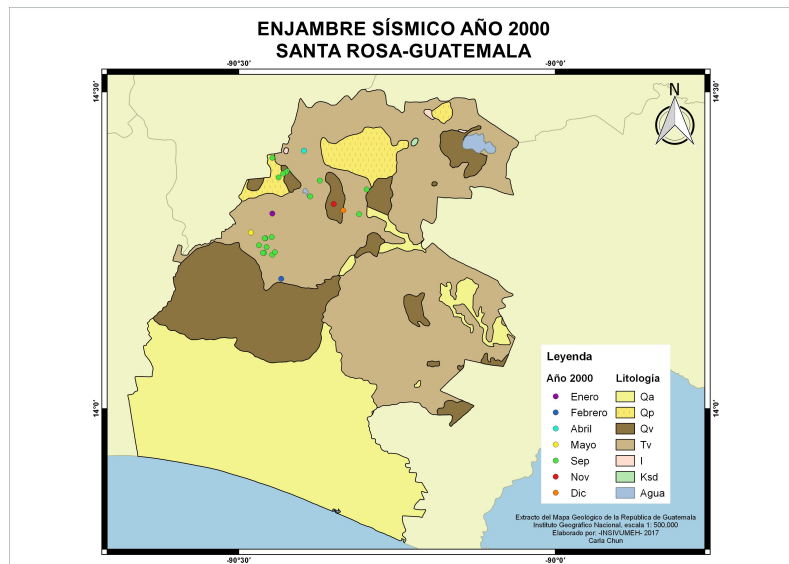 ENJAMBRE SÍSMICO AÑO 2000
SANTA ROSA-GUATEMALA
-90°30'
-90°0'
14°30'
14°30'
N
14°0'
14°0'
Leyenda
Año 2000
Litología
Enero
Qa
Febrero
Qp
Abril
Qv
Mayo
Tv
Sep
I
Nov
Ksd
Dic
Agua
Extracto del Mapa Geológico de la República de Guatemala
Instituto Geográfico Nacional, escala 1: 500,000
Elaborado por: -INSIVUMEH- 2017
Carla Chun
-90°30'
-90°0'